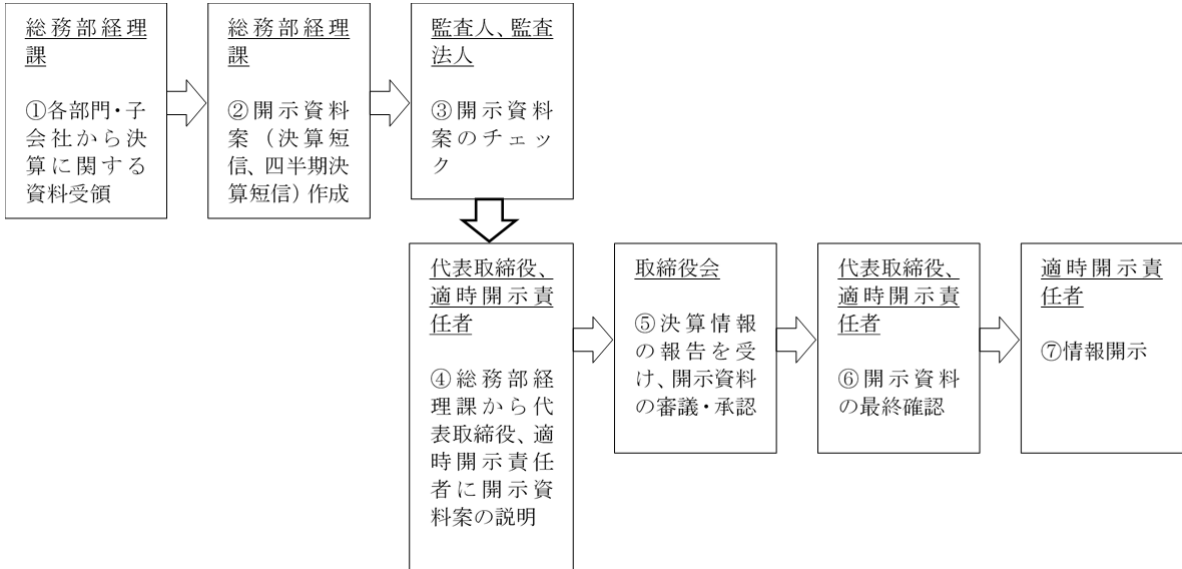 総務部経理
課
①各部門・子
会社から決
算に関する
資料受領
総務部経理
課
②開示資料
案（決算短
信、四半期決
算短信）作成
監査人、監査
法人
③開示資料
案のチェッ
ク
代表取締役、
適時開示責
任者
④総務部経
理課から代
表取締役、適
時開示責任
者に開示資
料案の説明
取締役会
⑤決算情報
の報告を受
け、開示資料
の審議・承認
代表取締役、
適時開示責
任者
⑥開示資料
の最終確認
適時開示責
任者
⑦情報開示